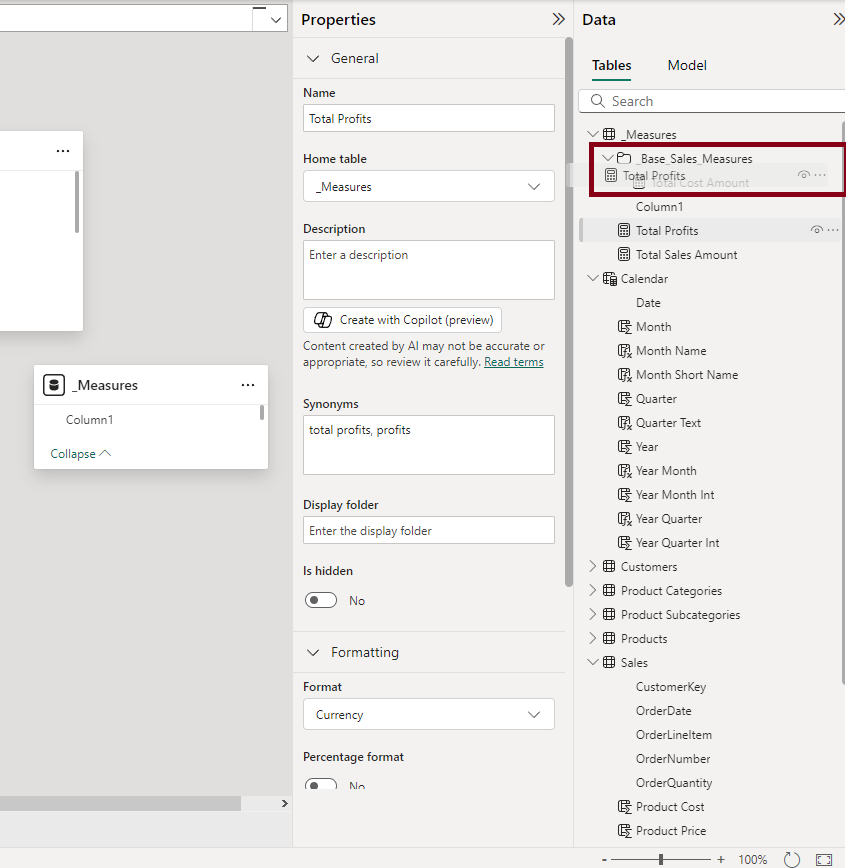 Properties
General
Name
Total Profits
Home table
_Measures
Description
Enter a description
Create with Copilot (preview)
Content created by AI may not be accurate or
appropriate, so review it carefully. Read terms
Synonyms
total profits, profits
Display folder
Enter the display folder
Is hidden
No
Formatting
Format
Currency
Percentage format
No
_Measures
Column1
Collapse
Data
Tables
Model
Search
_Measures
_Base_Sales_Measures
Total Profits
Total Cost Amount
Column1
Total Profits
Total Sales Amount
Calendar
Date
Month
Month Name
Month Short Name
Quarter
Quarter Text
Year
Year Month
Year Month Int
Year Quarter
Year Quarter Int
Customers
Product Categories
Product Subcategories
Products
Sales
CustomerKey
OrderDate
OrderLineItem
OrderNumber
OrderQuantity
Product Cost
Product Price
- + 100%